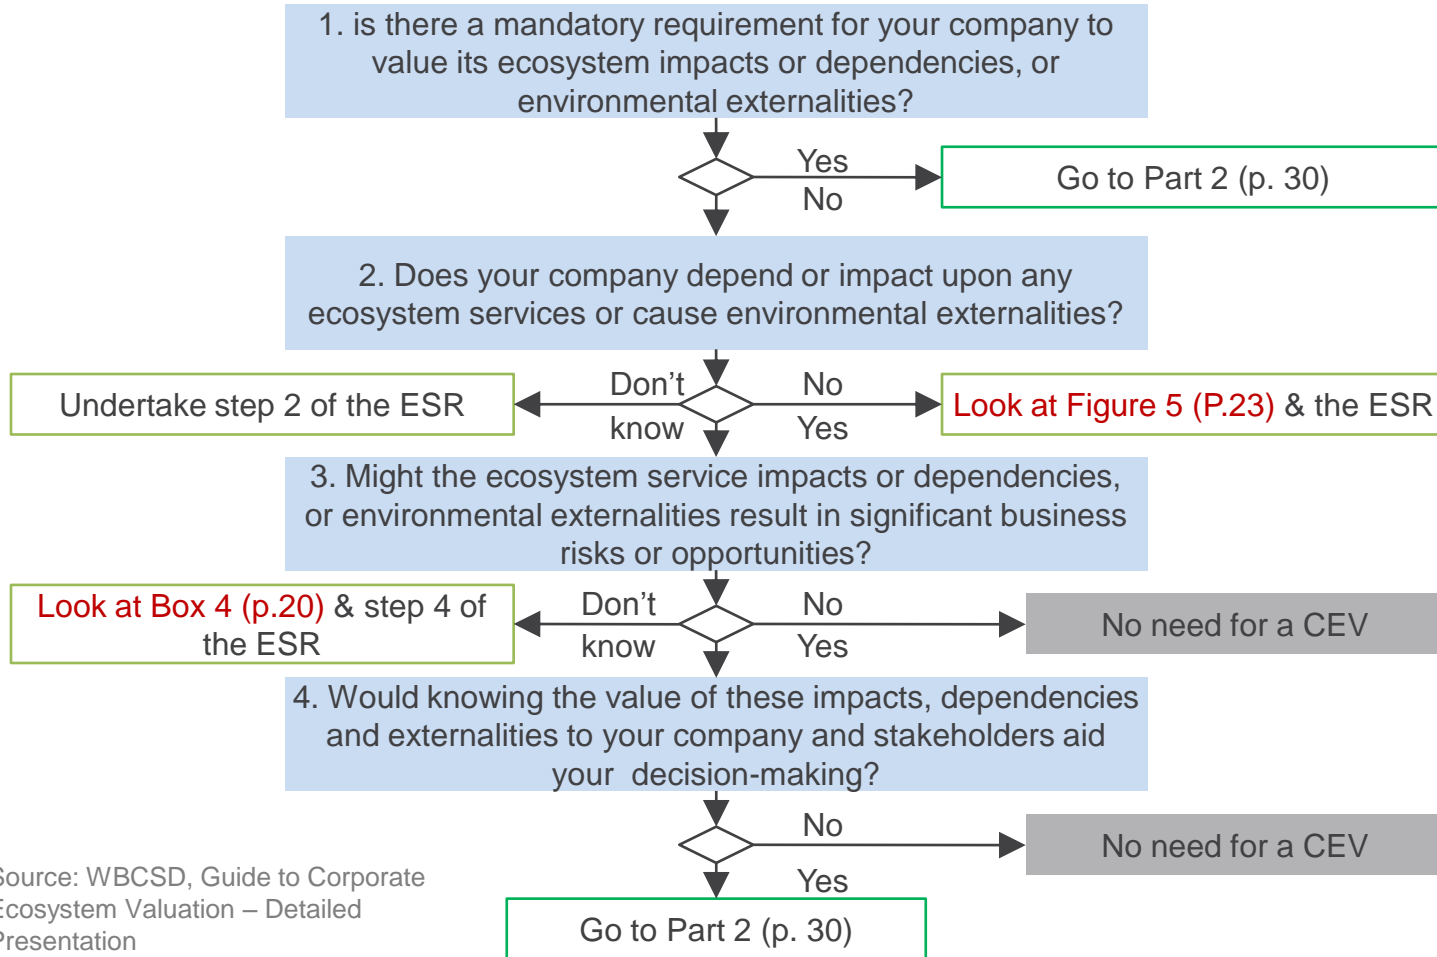 1. is there a mandatory requirement for your company to
value its ecosystem impacts or dependencies, or
environmental externalities?
Yes
Go to Part 2 (p. 30)
No
2. Does your company depend or impact upon any
ecosystem services or cause environmental externalities?
Undertake step 2 of the ESR
Don't
know
No
Yes
Look at Figure 5 (P.23) & the ESR
3. Might the ecosystem service impacts or dependencies,
or environmental externalities result in significant business
risks or opportunities?
Look at Box 4 (p.20) & step 4 of
the ESR
Don't
know
No
Yes
No need for a CEV
4. Would knowing the value of these impacts, dependencies
and externalities to your company and stakeholders aid
your decision-making?
No
No need for a CEV
Yes
Go to Part 2 (p. 30)
Source: WBCSD, Guide to Corporate
Ecosystem Valuation – Detailed
Presentation